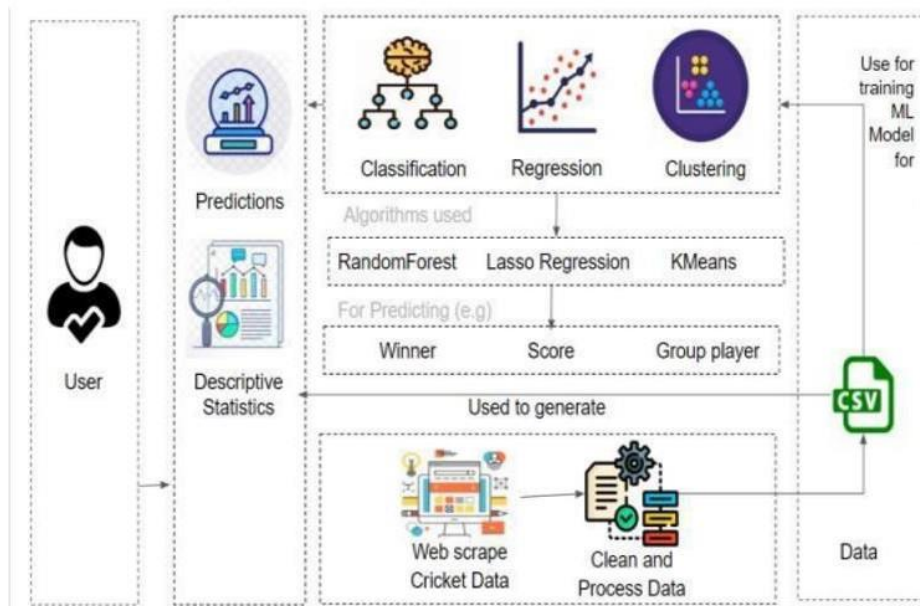 User
Predictions
Descriptive
Statistics
Classification
Regression
Clustering
Algorithms used
RandomForest
Lasso Regression
KMeans
For Predicting (e.g)
Winner
Score
Group player
Used to generate
Web scrape
Cricket Data
Clean and
Process Data
Use for
training
ML
Model
for
CSV
Data